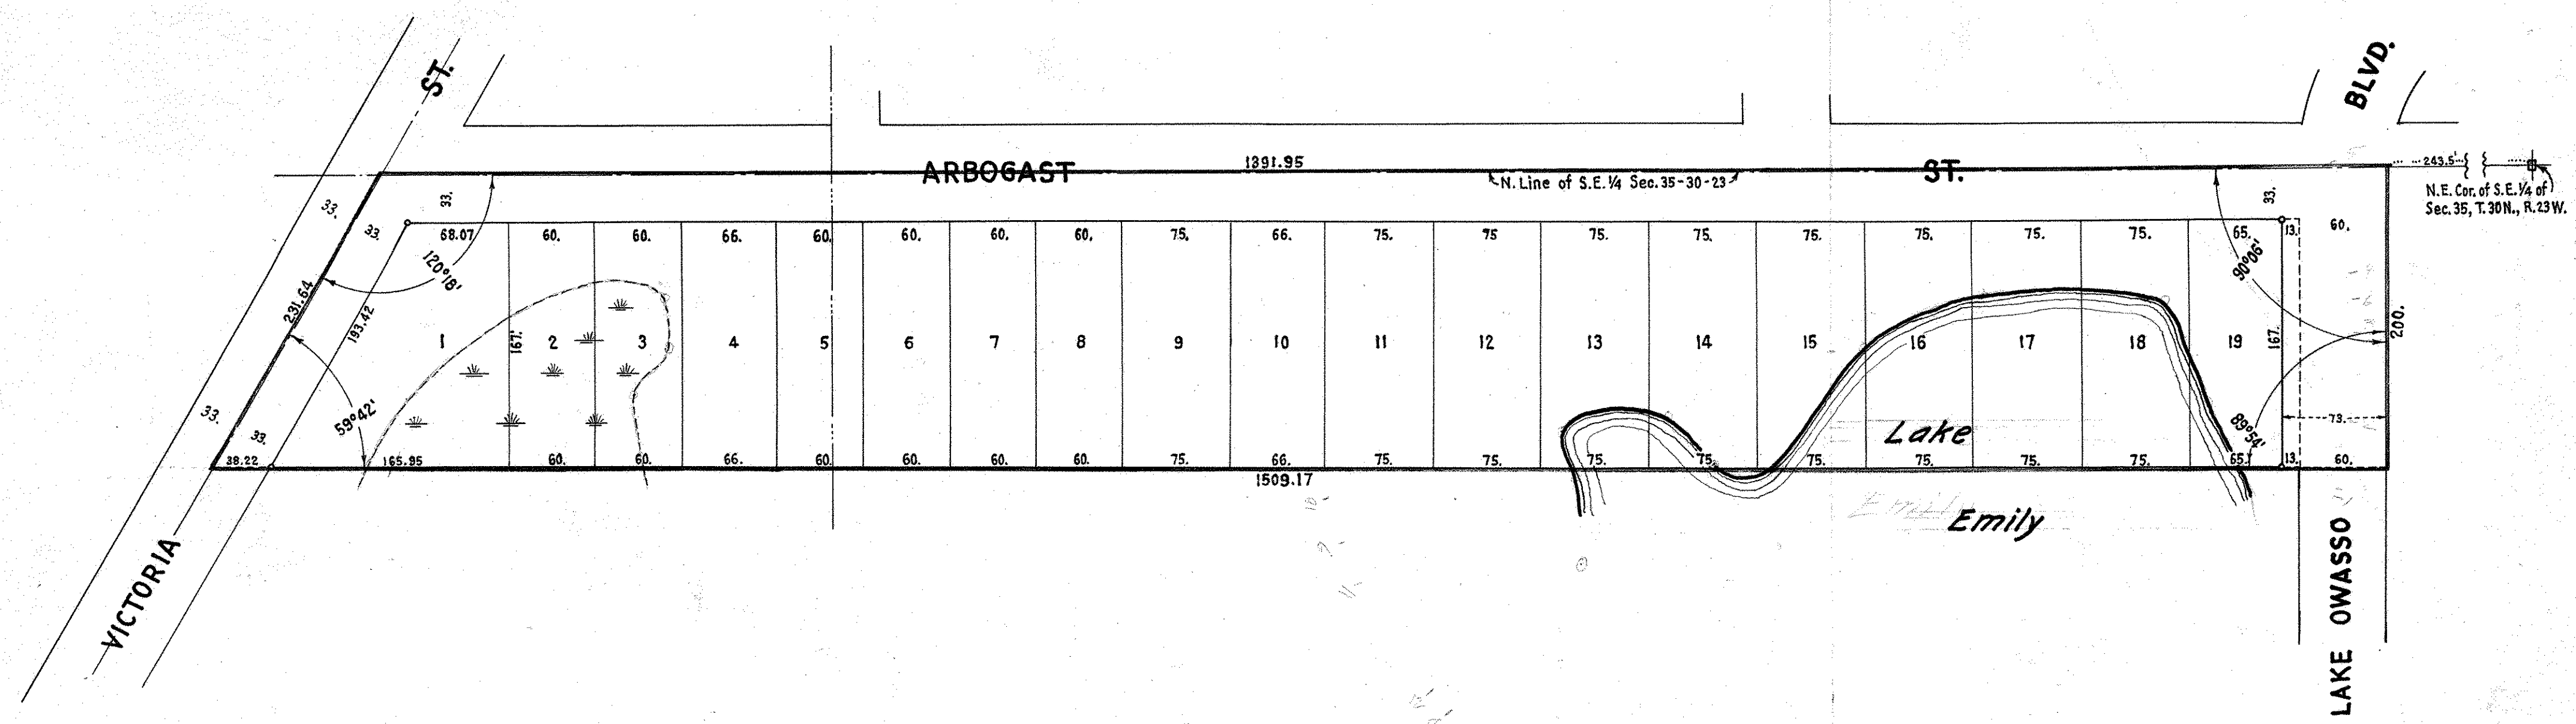 ST.
BLVD.
ARBOGAST
1391.95
ST.
243.5'
N. Line of S.E. 1/4 Sec. 35-30-23
N.E. Cor. of S.E. 1/4 of
Sec. 35, T. 30 N., R. 23 W.
33.
33.
33.
33.
68.07 60. 60. 66. 60. 60. 60. 60. 75. 66. 75. 75 75. 75. 75. 75. 75. 75. 65. 13. 60.
120°18'
90°06'
231.64
193.42
167.
167.
200.
1 2 3 4 5 6 7 8 9 10 11 12 13 14 15 16 17 18 19
33.
33.
59°42'
89°54'
73.
Lake
38.22 165.95 60. 60. 66. 60. 60. 60. 60. 75. 66. 75. 75. 75. 75. 75. 75. 75. 75. 65. 13. 60.
1509.17
Emily
Emily
VICTORIA
LAKE OWASSO